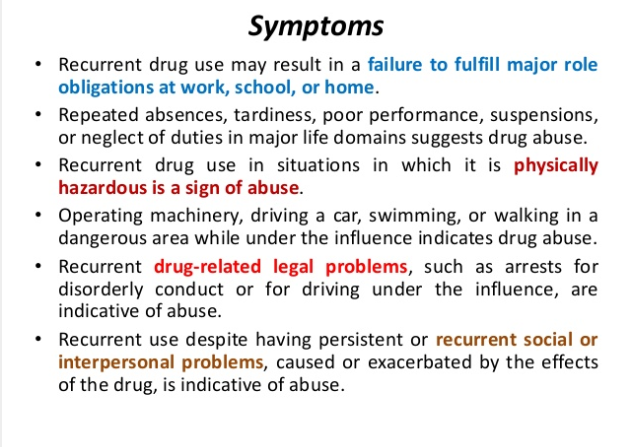 Symptoms
• Recurrent drug use may result in a failure to fulfill major role
obligations at work, school, or home.
• Repeated absences, tardiness, poor performance, suspensions,
or neglect of duties in major life domains suggests drug abuse.
• Recurrent drug use in situations in which it is physically
hazardous is a sign of abuse.
• Operating machinery, driving a car, swimming, or walking in a
dangerous area while under the influence indicates drug abuse.
• Recurrent drug-related legal problems, such as arrests for
disorderly conduct or for driving under the influence, are
indicative of abuse.
• Recurrent use despite having persistent or recurrent social or
interpersonal problems, caused or exacerbated by the effects
of the drug, is indicative of abuse.